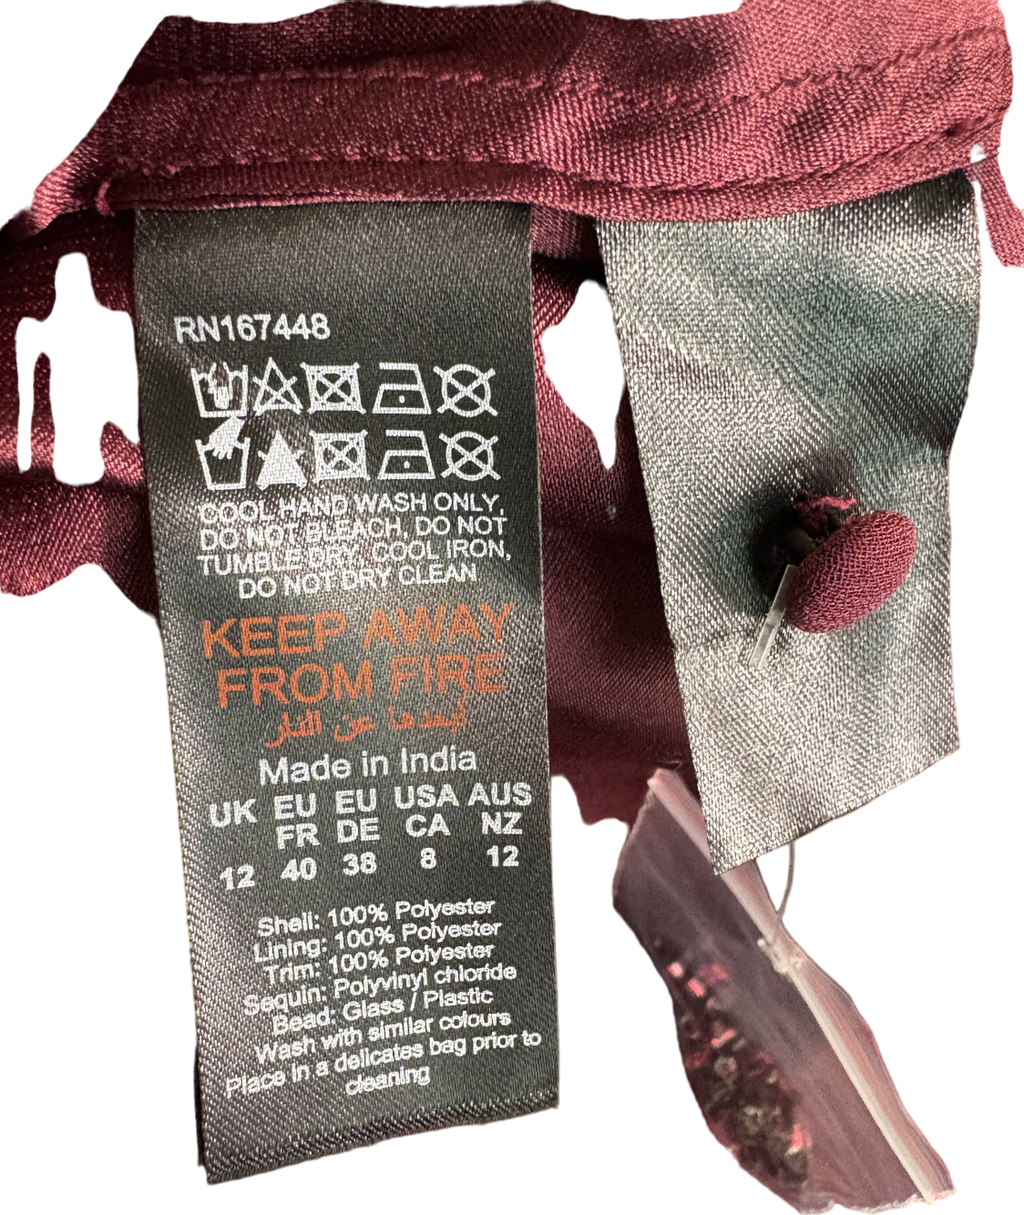 RN167448
COOL HAND WASH ONLY,
DO NOT BLEACH, DO NOT
TUMBLE DRY, COOL IRON,
DO NOT DRY CLEAN
KEEP AWAY
FROM FIRE
أبعدها عن النار
Made in India
UK EU EU USA AUS
FR DE CA NZ
12 40 38 8 12
Shell: 100% Polyester
Lining: 100% Polyester
Trim: 100% Polyester
Sequin: Polyvinyl chloride
Bead: Glass / Plastic
Wash with similar colours
Place in a delicates bag prior to
cleaning